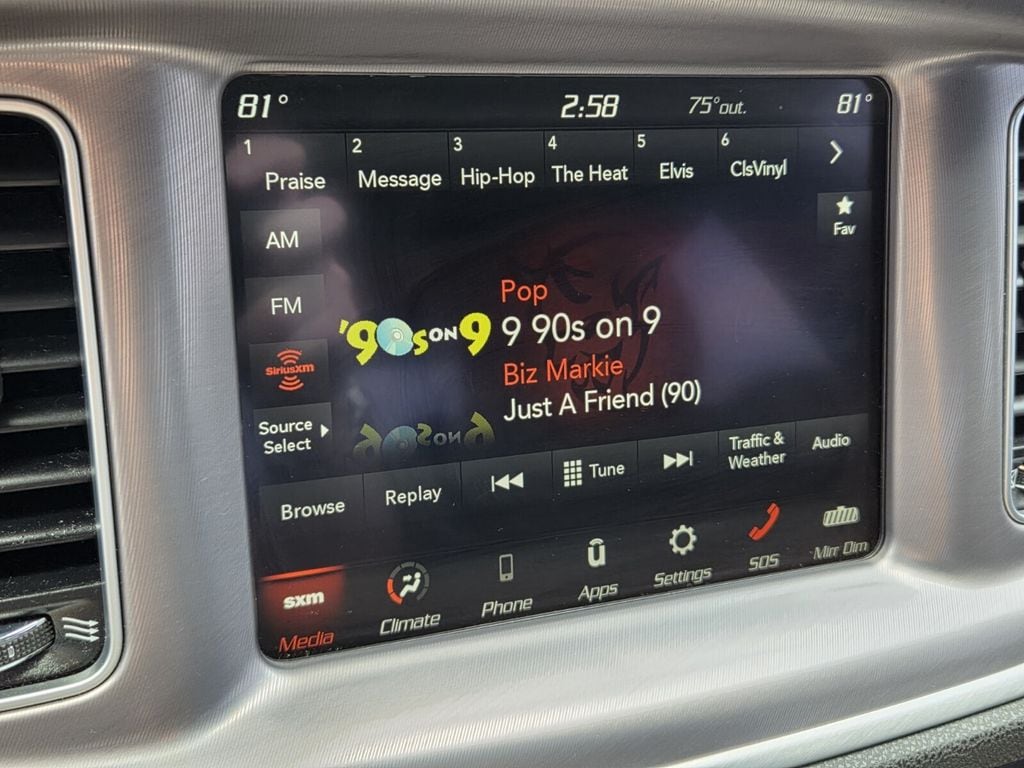 81° 2:58 75°out. 81°
1 2 3 4 5 6
Praise Message Hip-Hop The Heat Elvis ClsVinyl
AM
Fav
FM
Pop
'90s ON 9 9 90s on 9
SiriusXM
Biz Markie
Just A Friend (90)
Source
Select
Browse Replay Tune Traffic &
Weather
Audio
sxm
Media Climate Phone Apps Settings SOS Mirr Dim